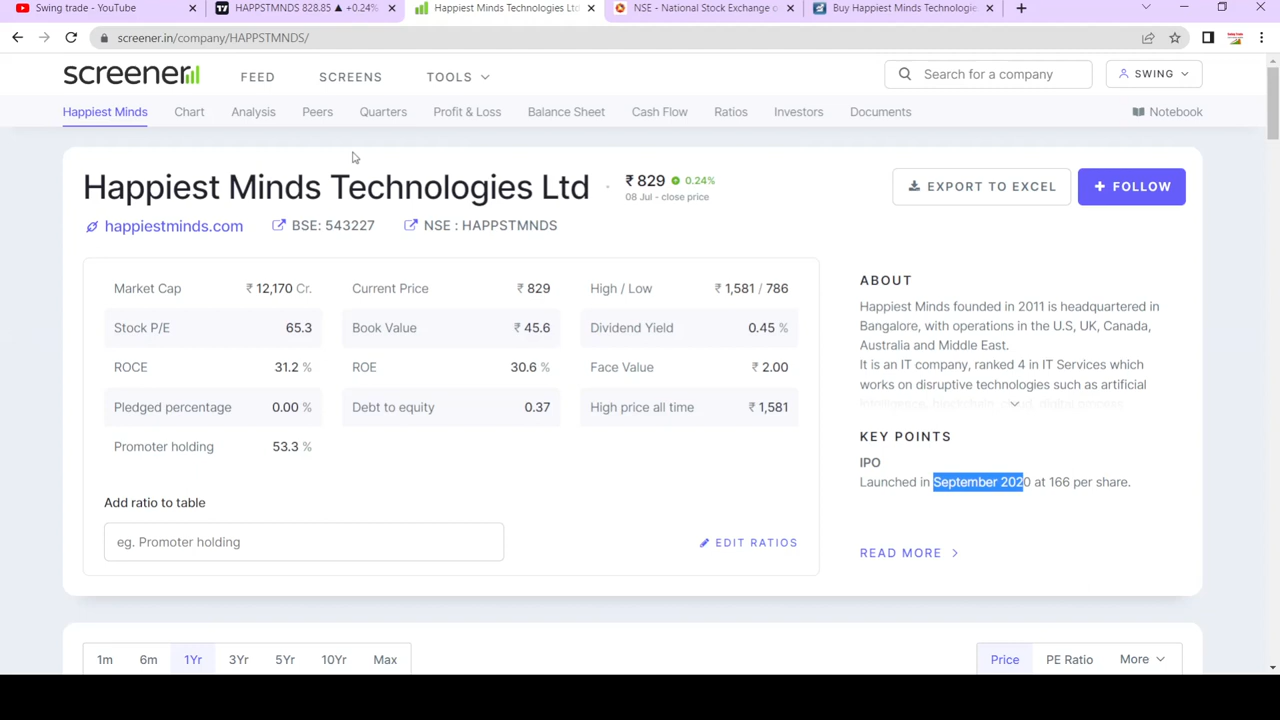 Swing trade - YouTube
HAPPSTMNDS 828.85 ▲ +0.24%
Happiest Minds Technologies Ltd
NSE - National Stock Exchange o
Buy Happiest Minds Technologie
screener.in/company/HAPPSTMNDS/
screener
FEED
SCREENS
TOOLS
Search for a company
SWING
Happiest Minds
Chart
Analysis
Peers
Quarters
Profit & Loss
Balance Sheet
Cash Flow
Ratios
Investors
Documents
Notebook
Happiest Minds Technologies Ltd
₹ 829 0.24%
08 Jul - close price
EXPORT TO EXCEL
+ FOLLOW
happiestminds.com
BSE: 543227
NSE : HAPPSTMNDS
Market Cap ₹ 12,170 Cr.
Current Price ₹ 829
High / Low ₹ 1,581 / 786
Stock P/E 65.3
Book Value ₹ 45.6
Dividend Yield 0.45 %
ROCE 31.2 %
ROE 30.6 %
Face Value ₹ 2.00
Pledged percentage 0.00 %
Debt to equity 0.37
High price all time ₹ 1,581
Promoter holding 53.3 %
Add ratio to table
eg. Promoter holding
EDIT RATIOS
ABOUT
Happiest Minds founded in 2011 is headquartered in
Bangalore, with operations in the U.S, UK, Canada,
Australia and Middle East.
It is an IT company, ranked 4 in IT Services which
works on disruptive technologies such as artificial
intelligence, blockchain, cloud, digital process
KEY POINTS
IPO
Launched in September 2020 at 166 per share.
READ MORE
1m
6m
1Yr
3Yr
5Yr
10Yr
Max
Price
PE Ratio
More